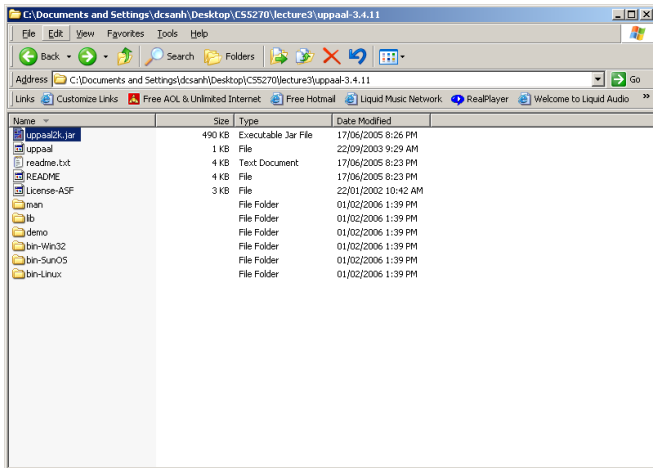 C:\Documents and Settings\dcsanh\Desktop\CS5270\lecture3\uppaal-3.4.11
File Edit View Favorites Tools Help
Back Search Folders
Address C:\Documents and Settings\dcsanh\Desktop\CS5270\lecture3\uppaal-3.4.11 Go
Links Customize Links Free AOL & Unlimited Internet Free Hotmail Liquid Music Network RealPlayer Welcome to Liquid Audio »
Name Size Type Date Modified
uppaal2k.jar 490 KB Executable Jar File 17/06/2005 8:26 PM
uppaal 1 KB File 22/09/2003 9:29 AM
readme.txt 4 KB Text Document 17/06/2005 8:23 PM
README 4 KB File 17/06/2005 8:23 PM
License-ASF 3 KB File 22/01/2002 10:42 AM
man File Folder 01/02/2006 1:39 PM
lib File Folder 01/02/2006 1:39 PM
demo File Folder 01/02/2006 1:39 PM
bin-Win32 File Folder 01/02/2006 1:39 PM
bin-SunOS File Folder 01/02/2006 1:39 PM
bin-Linux File Folder 01/02/2006 1:39 PM